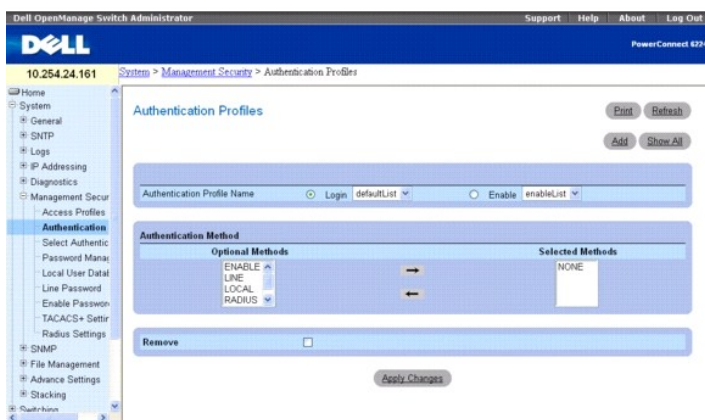 Dell OpenManage Switch Administrator
Support Help About Log Out
DELL
PowerConnect 622
10.254.24.161
System > Management Security > Authentication Profiles
Home
System
General
SNTP
Logs
IP Addressing
Diagnostics
Management Secur
Access Profiles
Authentication
Select Authentic
Password Manag
Local User Datal
Line Password
Enable Passwor
TACACS+ Settir
Radius Settings
SNMP
File Management
Advance Settings
Stacking
Switching
Authentication Profiles
Print Refresh
Add Show All
Authentication Profile Name Login defaultList Enable enableList
Authentication Method
Optional Methods Selected Methods
ENABLE
LINE
LOCAL
RADIUS
NONE
Remove
Apply Changes